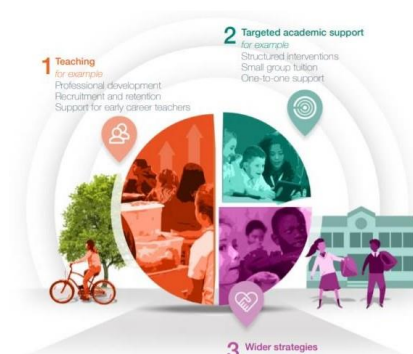 1 Teaching
for example
Professional development
Recruitment and retention
Support for early career teachers
2 Targeted academic support
for example
Structured interventions
Small group tuition
One-to-one support
3 Wider strategies